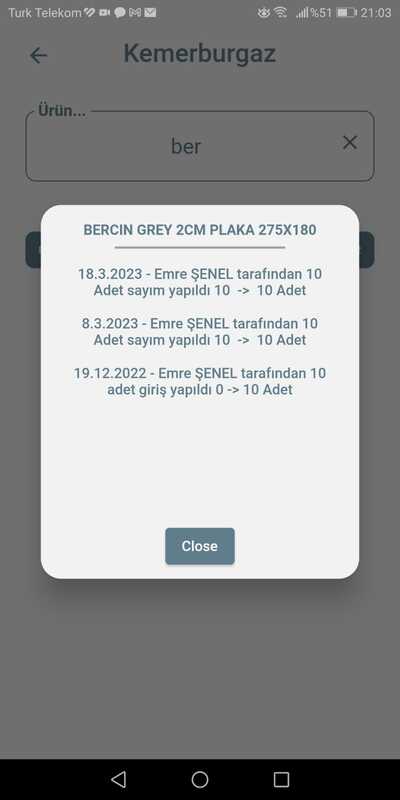 Turk Telekom
%51
21:03
Kemerburgaz
Ürün...
ber
BERCIN GREY 2CM PLAKA 275X180
18.3.2023 - Emre ŞENEL tarafından 10
Adet sayım yapıldı 10 -> 10 Adet
8.3.2023 - Emre ŞENEL tarafından 10
Adet sayım yapıldı 10 -> 10 Adet
19.12.2022 - Emre ŞENEL tarafından 10
adet giriş yapıldı 0 -> 10 Adet
Close